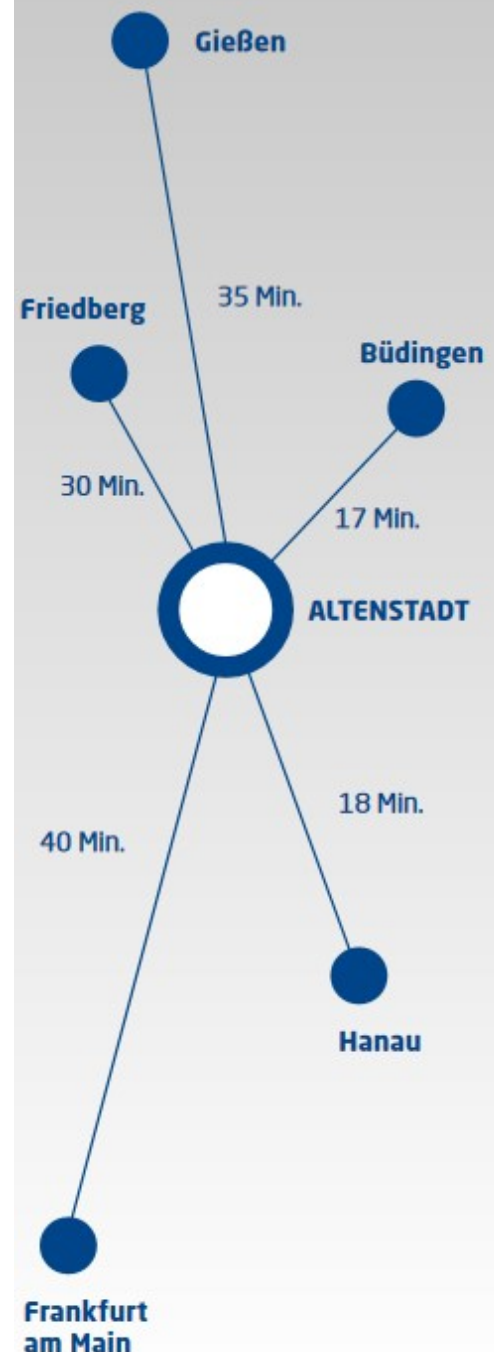 Gießen
35 Min.
Friedberg
Büdingen
30 Min.
17 Min.
ALTENSTADT
18 Min.
40 Min.
Hanau
Frankfurt
am Main